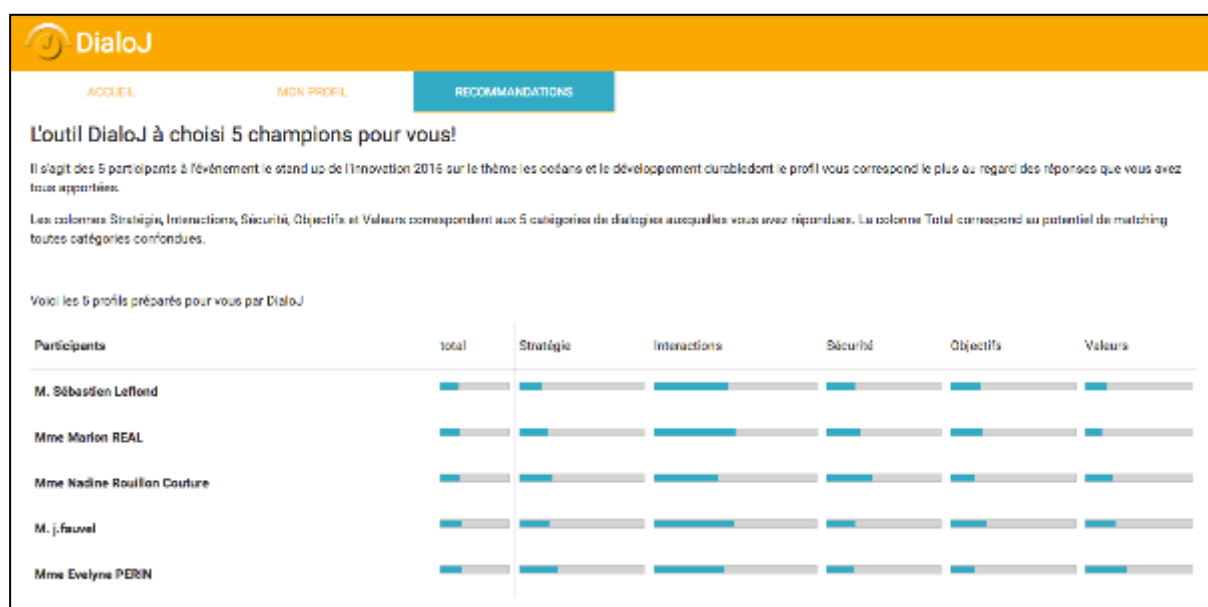 DialoJ
ACCUEIL MON PROFIL RECOMMANDATIONS
L'outil DialoJ à choisi 5 champions pour vous!
Il s'agit des 5 participants à l'événement le stand up de l'innovation 2016 sur le thème les océans et le développement durabledont le profil vous correspond le plus au regard des réponses que vous avez
tous apportées.
Les colonnes Stratégie, Interactions, Sécurité, Objectifs et Valeurs correspondent aux 5 catégories de dialogies auxquelles vous avez répondues. La colonne Total correspond au potentiel de matching
toutes catégories confondues.
Voici les 5 profils préparés pour vous par DialoJ
Participants total Stratégie Interactions Sécurité Objectifs Valeurs
M. Sébastien Leflond
Mme Marion REAL
Mme Nadine Rouillon Couture
M. j.fauvel
Mme Evelyne PERIN